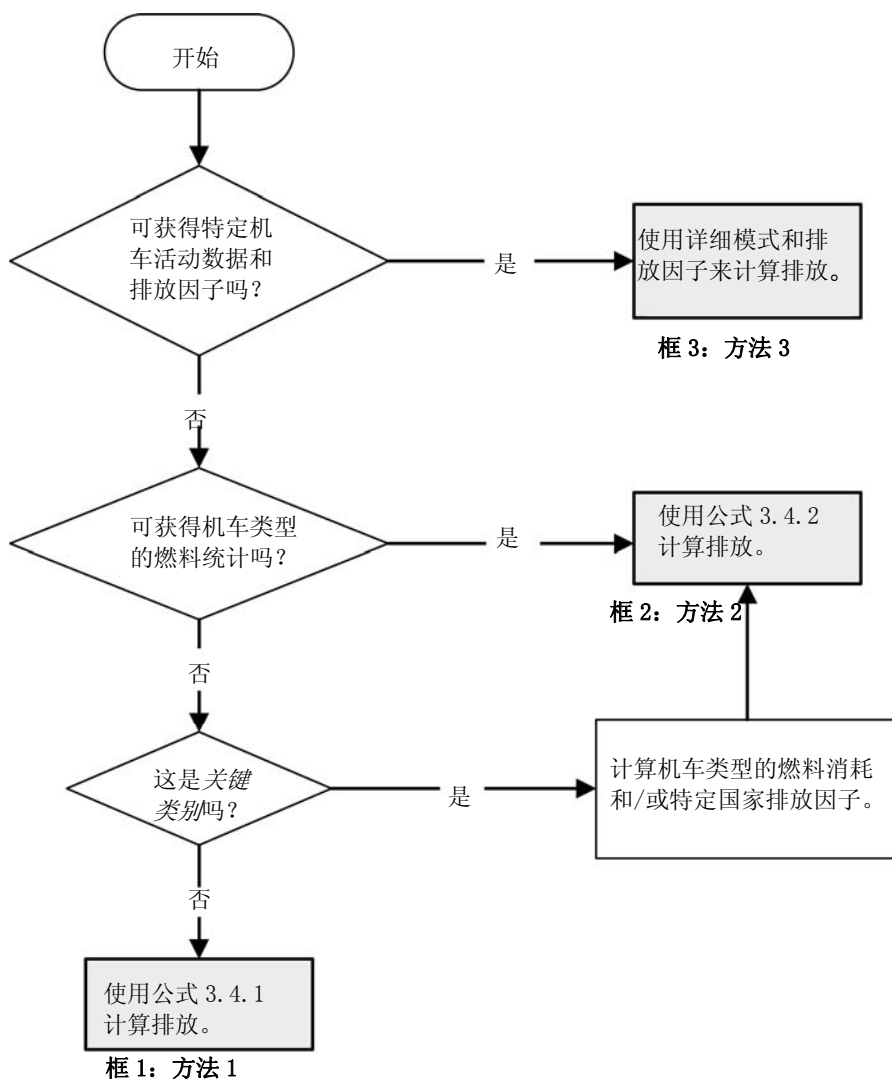 开始
可获得特定机
车活动数据和
排放因子吗？
是
使用详细模式和排
放因子来计算排放。
框 3：方法 3
否
可获得机车类型
的燃料统计吗？
是
使用公式 3.4.2
计算排放。
框 2：方法 2
否
这是关键
类别吗？
是
计算机车类型的燃料消耗
和/或特定国家排放因子。
否
使用公式 3.4.1
计算排放。
框 1：方法 1